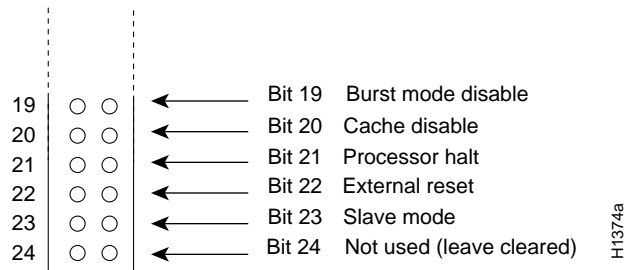 19 Bit 19 Burst mode disable
20 Bit 20 Cache disable
21 Bit 21 Processor halt
22 Bit 22 External reset
23 Bit 23 Slave mode
24 Bit 24 Not used (leave cleared)
H1374a